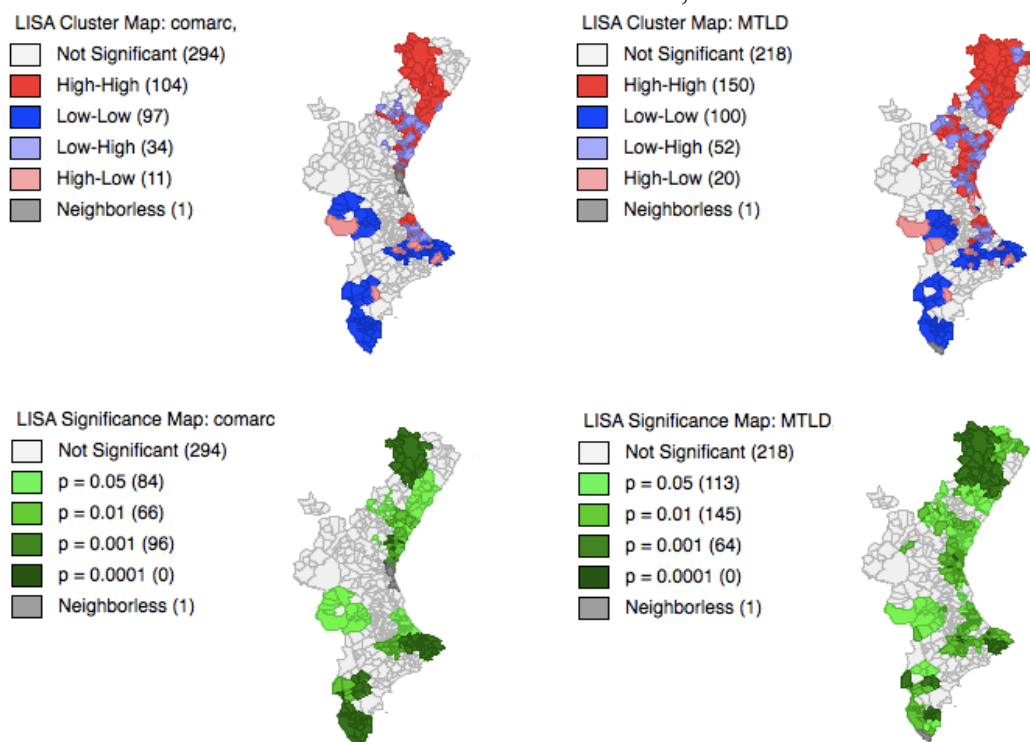 LISA Cluster Map: comarc,
Not Significant (294)
High-High (104)
Low-Low (97)
Low-High (34)
High-Low (11)
Neighborless (1)
LISA Cluster Map: MTLD
Not Significant (218)
High-High (150)
Low-Low (100)
Low-High (52)
High-Low (20)
Neighborless (1)
LISA Significance Map: comarc
Not Significant (294)
p = 0.05 (84)
p = 0.01 (66)
p = 0.001 (96)
p = 0.0001 (0)
Neighborless (1)
LISA Significance Map: MTLD
Not Significant (218)
p = 0.05 (113)
p = 0.01 (145)
p = 0.001 (64)
p = 0.0001 (0)
Neighborless (1)